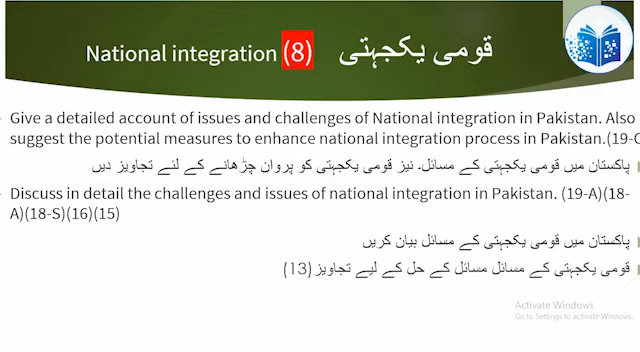 National integration (8) قومی یکجہتی
Give a detailed account of issues and challenges of National integration in Pakistan. Also
suggest the potential measures to enhance national integration process in Pakistan.(19-
پاکستان میں قومی یکجہتی کے مسائل۔ نیز قومی یکجہتی کو پروان چڑھانے کے لئے تجاویز دیں
Discuss in detail the challenges and issues of national integration in Pakistan. (19-A)(18-
A)(18-S)(16)(15)
پاکستان میں قومی یکجہتی کے مسائل بیان کریں
قومی یکجہتی کے مسائل مسائل کے حل کے لیے تجاویز(13)
Activate Windows
Go to Settings to activate Windows.